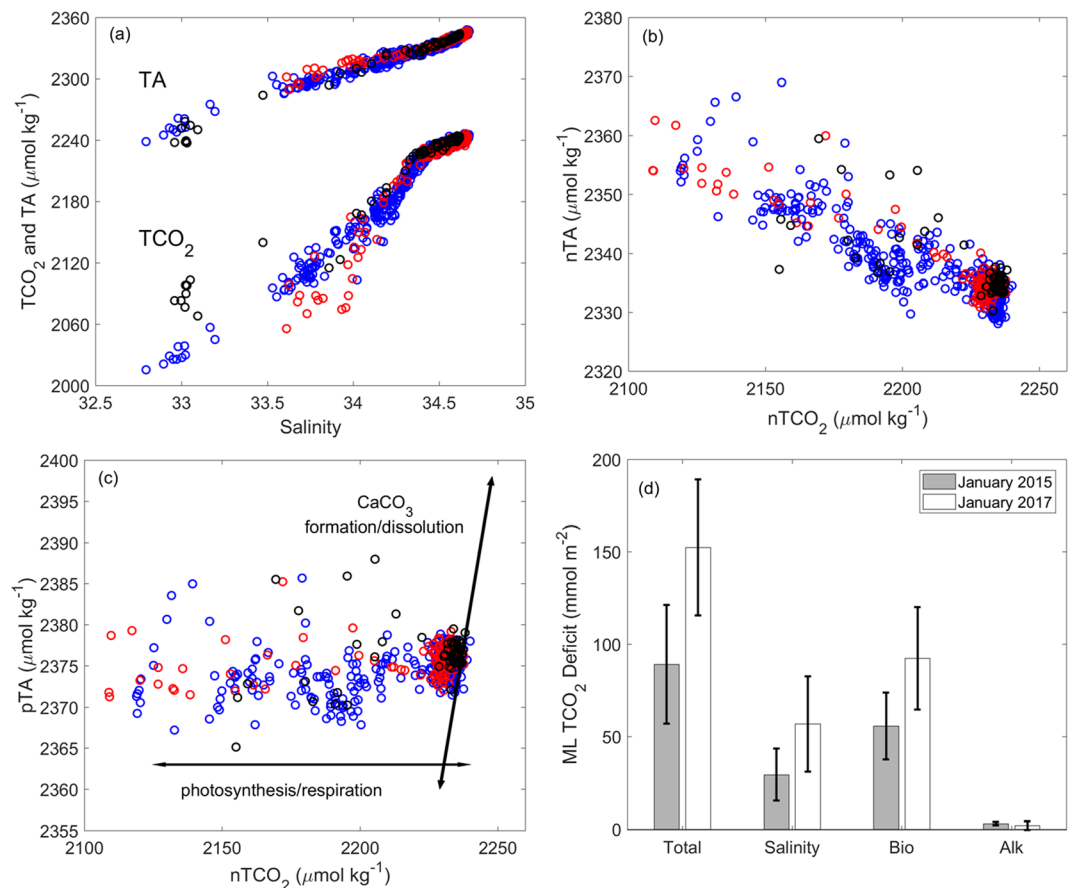 (a)
TA
TCO2
TCO2 and TA (μmol kg-1)
2360
2300
2240
2180
2120
2060
2000
32.5 33 33.5 34 34.5 35
Salinity
(b)
nTA (μmol kg-1)
2380
2370
2360
2350
2340
2330
2320
2100 2150 2200 2250
nTCO2 (μmol kg-1)
(c)
CaCO3
formation/dissolution
photosynthesis/respiration
pTA (μmol kg-1)
2400
2395
2390
2385
2380
2375
2370
2365
2360
2355
2100 2150 2200 2250
nTCO2 (μmol kg-1)
(d)
January 2015
January 2017
ML TCO2 Deficit (mmol m-2)
200
150
100
50
0
Total Salinity Bio Alk